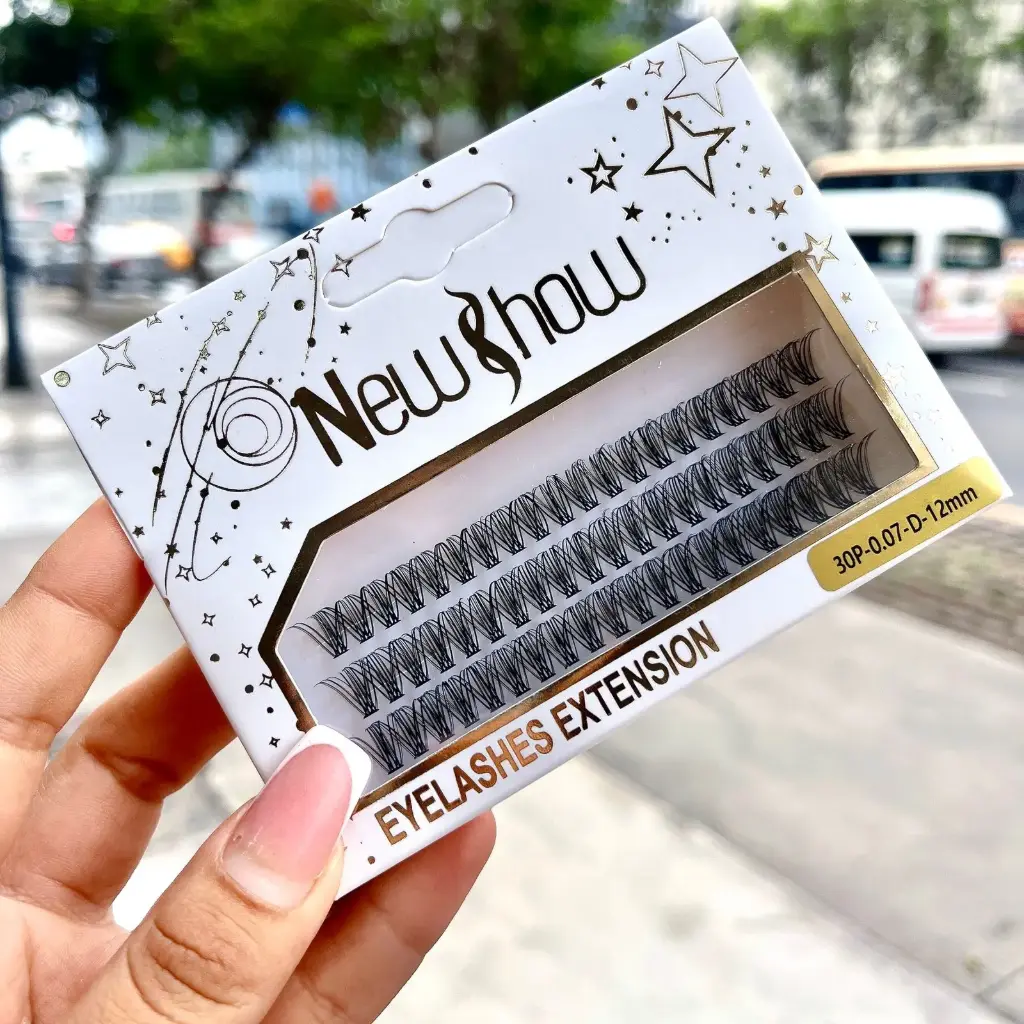 NewShow
30P-0.07-D-12mm
EYELASHES EXTENSION